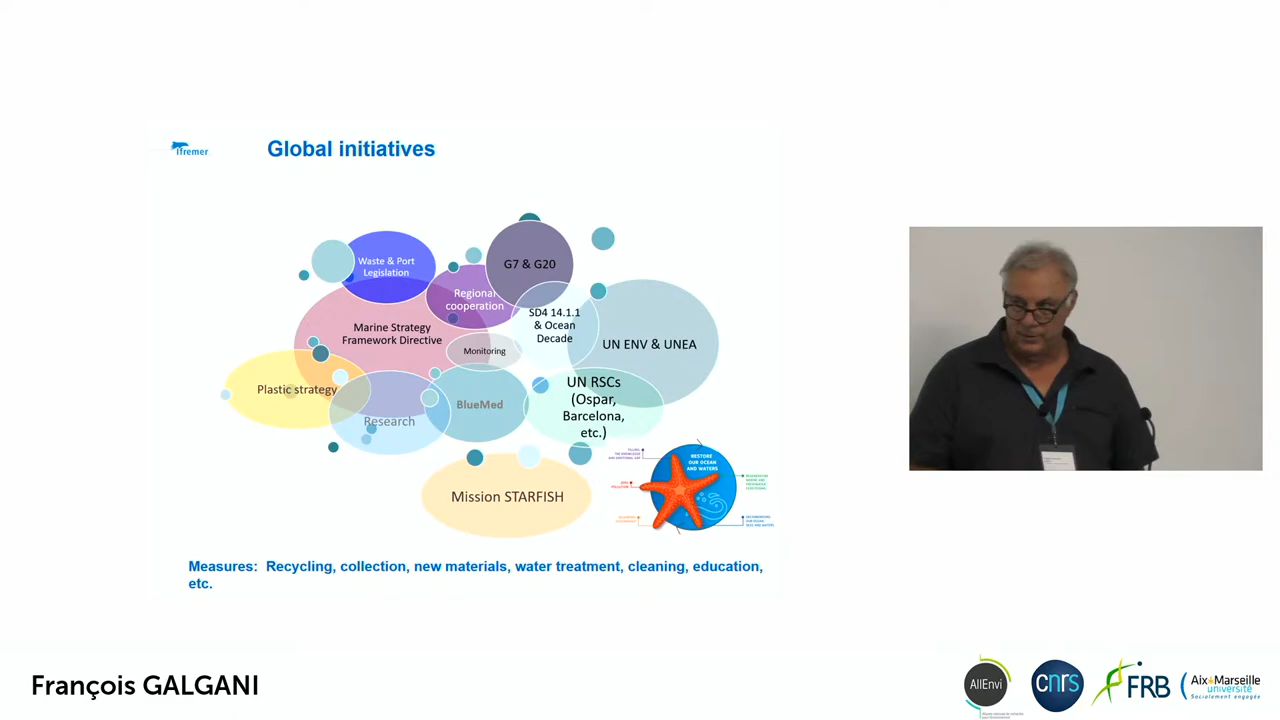 ifremer
Global initiatives
Waste & Port
Legislation
G7 & G20
Regional
cooperation
SD4 14.1.1
& Ocean
Decade
Marine Strategy
Framework Directive
UN ENV & UNEA
Monitoring
Plastic strategy
UN RSCs
(Ospar,
Barcelona,
etc.)
BlueMed
Research
Mission STARFISH
RESTORE
OUR OCEAN
AND WATERS
Measures: Recycling, collection, new materials, water treatment, cleaning, education,
etc.
François GALGANI
AllEnvi
cnrs
FRB
Aix Marseille
université
Socialement engagée